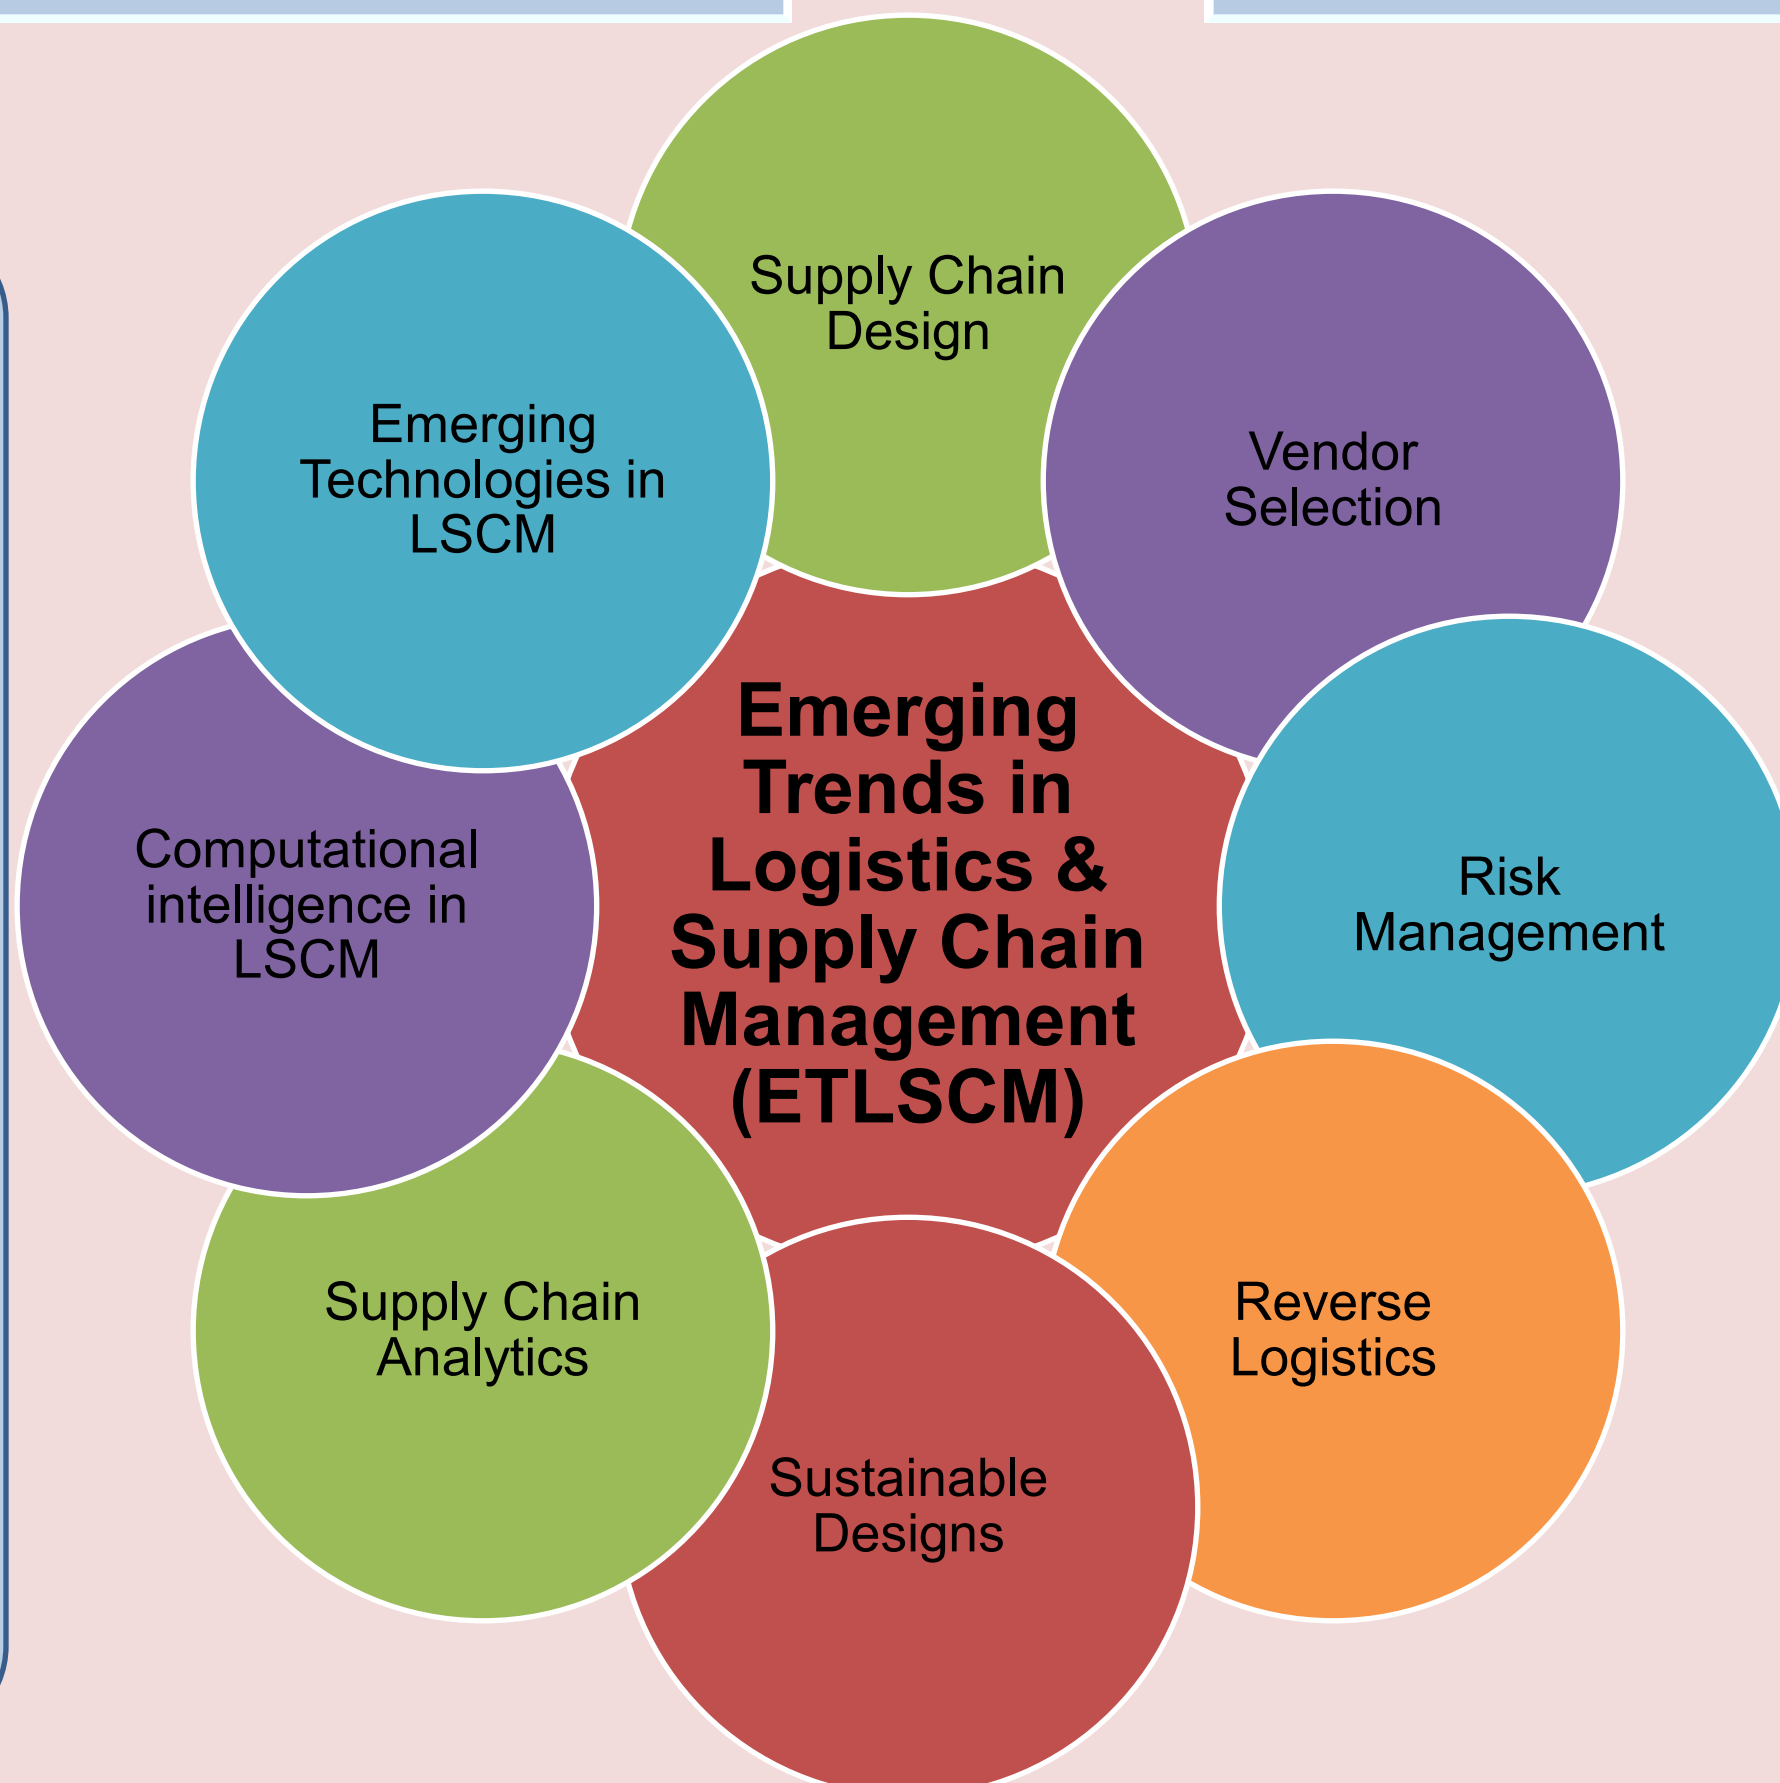 Supply Chain
Design
Vendor
Selection
Risk
Management
Reverse
Logistics
Sustainable
Designs
Supply Chain
Analytics
Computational
intelligence in
LSCM
Emerging
Technologies in
LSCM
Emerging
Trends in
Logistics &
Supply Chain
Management
(ETLSCM)